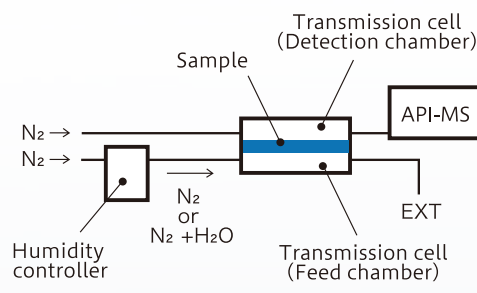 Transmission cell
(Detection chamber)
Sample
API-MS
N₂ →
N₂ →
N₂
or
N₂ +H₂O
EXT
Humidity
controller
Transmission cell
(Feed chamber)